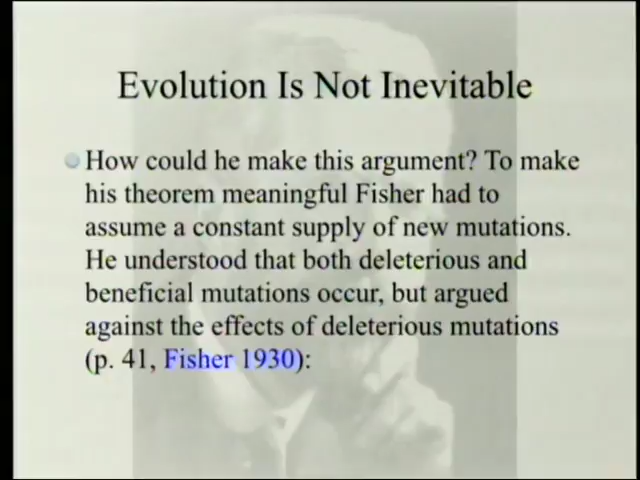 Evolution Is Not Inevitable
How could he make this argument? To make
his theorem meaningful Fisher had to
assume a constant supply of new mutations.
He understood that both deleterious and
beneficial mutations occur, but argued
against the effects of deleterious mutations
(p. 41, Fisher 1930):